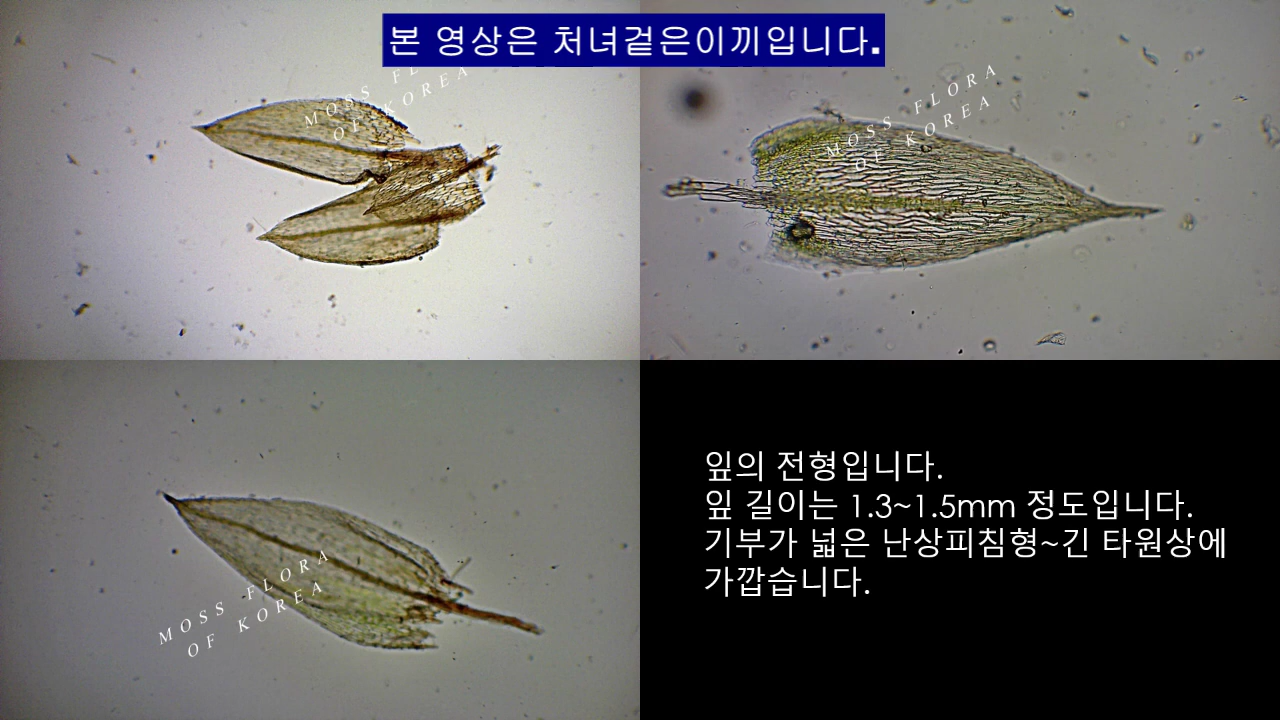 본 영상은 처녀겉은이끼입니다.
MOSS FLORA
OF KOREA
MOSS FLORA
OF KOREA
MOSS FLORA
OF KOREA
잎의 전형입니다.
잎 길이는 1.3~1.5mm 정도입니다.
기부가 넓은 난상피침형~긴 타원상에
가깝습니다.